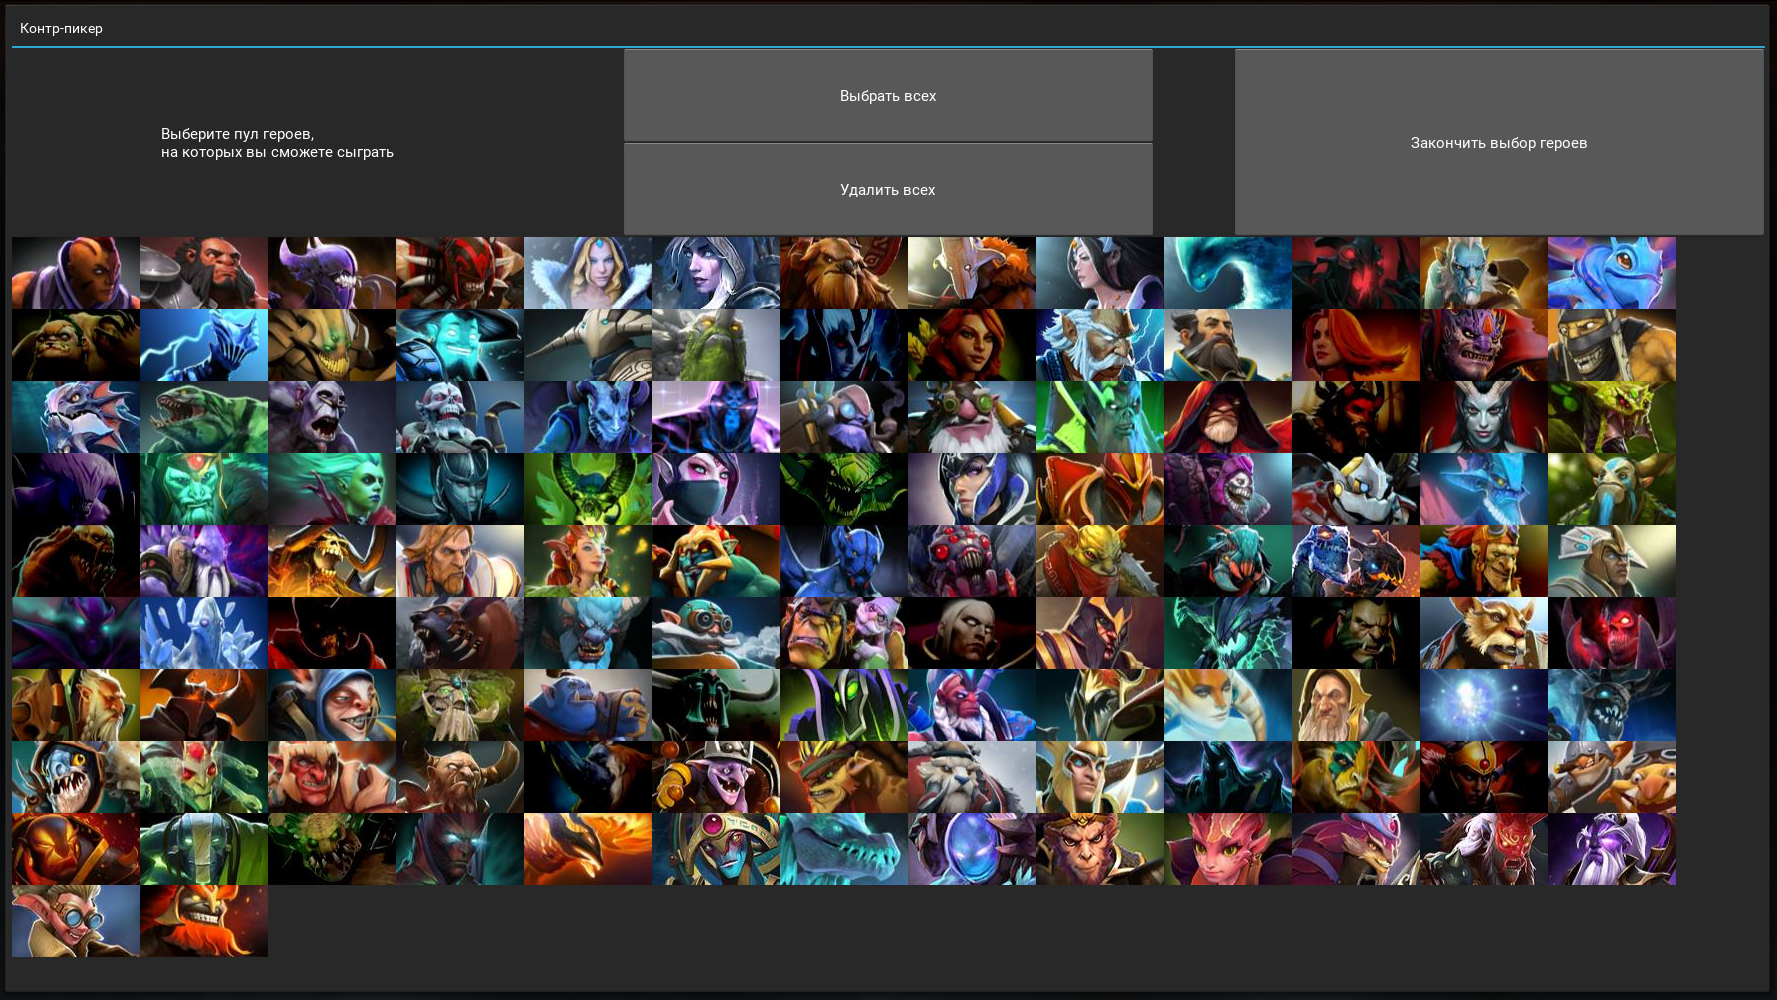 Контр-пикер
Выберите пул героев,
на которых вы сможете сыграть
Выбрать всех
Удалить всех
Закончить выбор героев